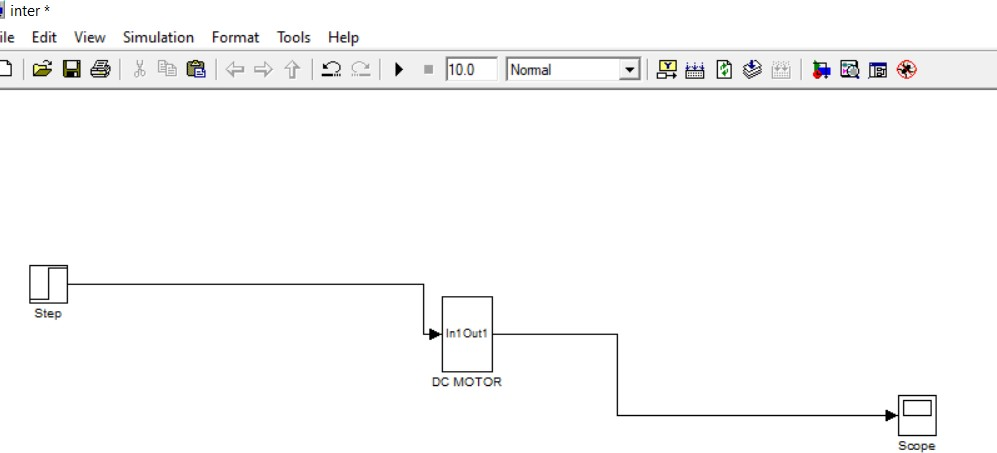 inter *
ile Edit View Simulation Format Tools Help
10.0 Normal
Step
In1 Out1
DC MOTOR
Scope